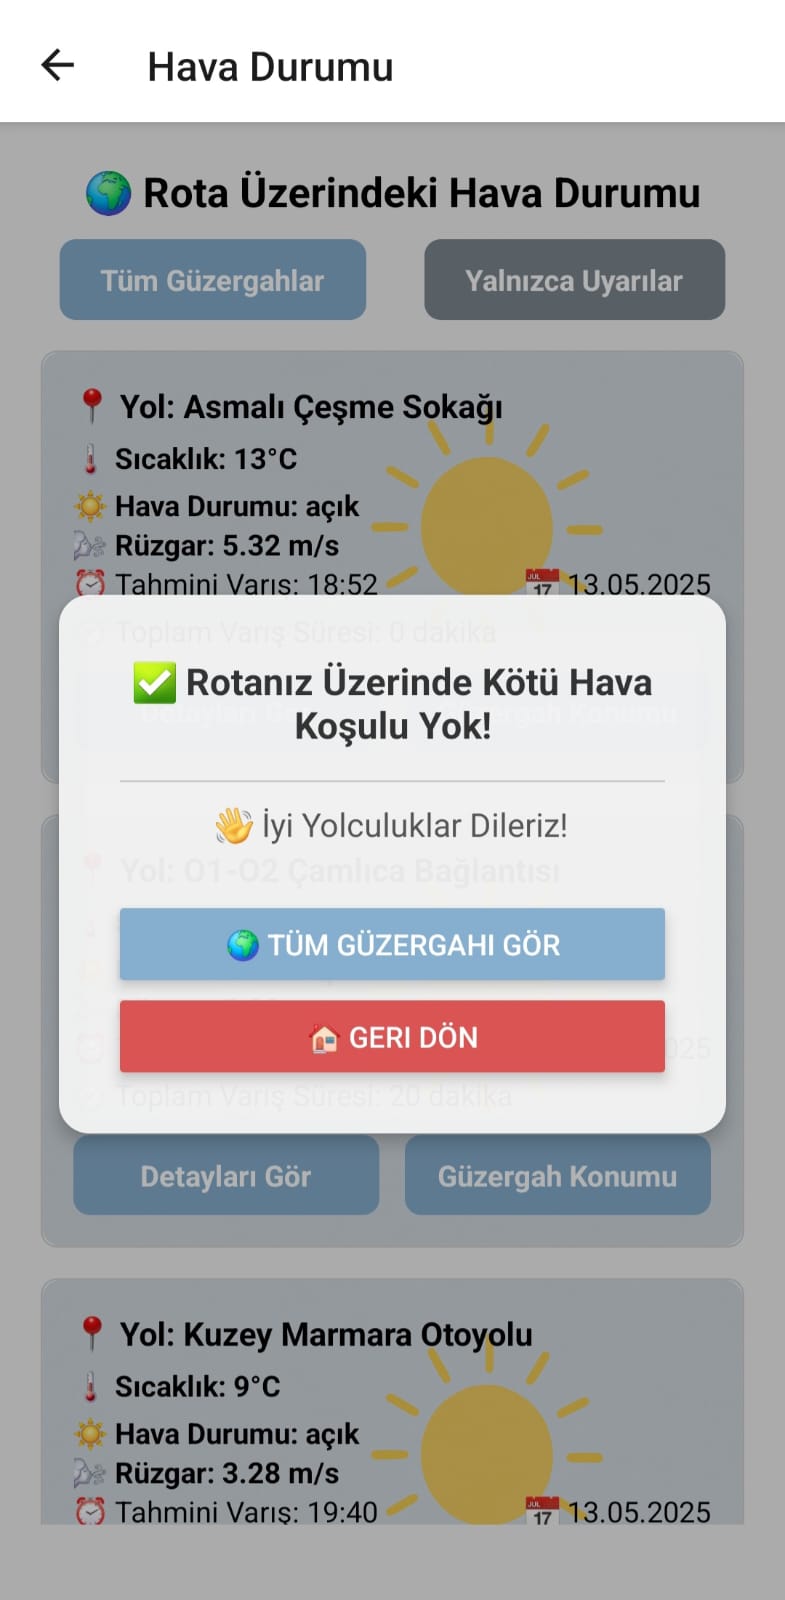 Hava Durumu
Rota Üzerindeki Hava Durumu
Tüm Güzergahlar
Yalnızca Uyarılar
Yol: Asmalı Çeşme Sokağı
Sıcaklık: 13°C
Hava Durumu: açık
Rüzgar: 5.32 m/s
Tahmini Varış: 18:52
JUL
17
13.05.2025
Toplam Varış Süresi: 0 dakika
Rotanız Üzerinde Kötü Hava
Koşulu Yok!
İyi Yolculuklar Dileriz!
Yol: O1-O2 Çamlıca Bağlantısı
TÜM GÜZERGAHI GÖR
GERI DÖN
025
Toplam Varış Süresi: 20 dakika
Detayları Gör
Güzergah Konumu
Yol: Kuzey Marmara Otoyolu
Sıcaklık: 9°C
Hava Durumu: açık
Rüzgar: 3.28 m/s
Tahmini Varış: 19:40
JUL
17
13.05.2025